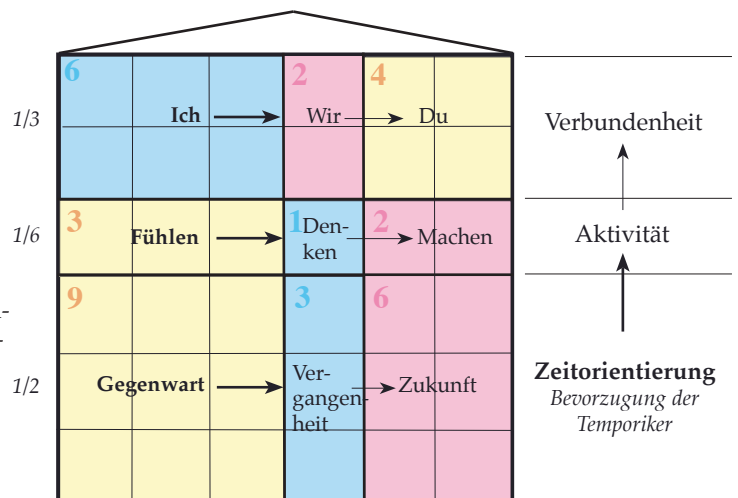 6 2 4
1/3 Ich Wir Du Verbundenheit
3 1 2
1/6 Fühlen Den- Machen Aktivität
ken
9 3 6
1/2 Gegenwart Ver- Zukunft Zeitorientierung
gangen- Bevorzugung der
heit Temporiker